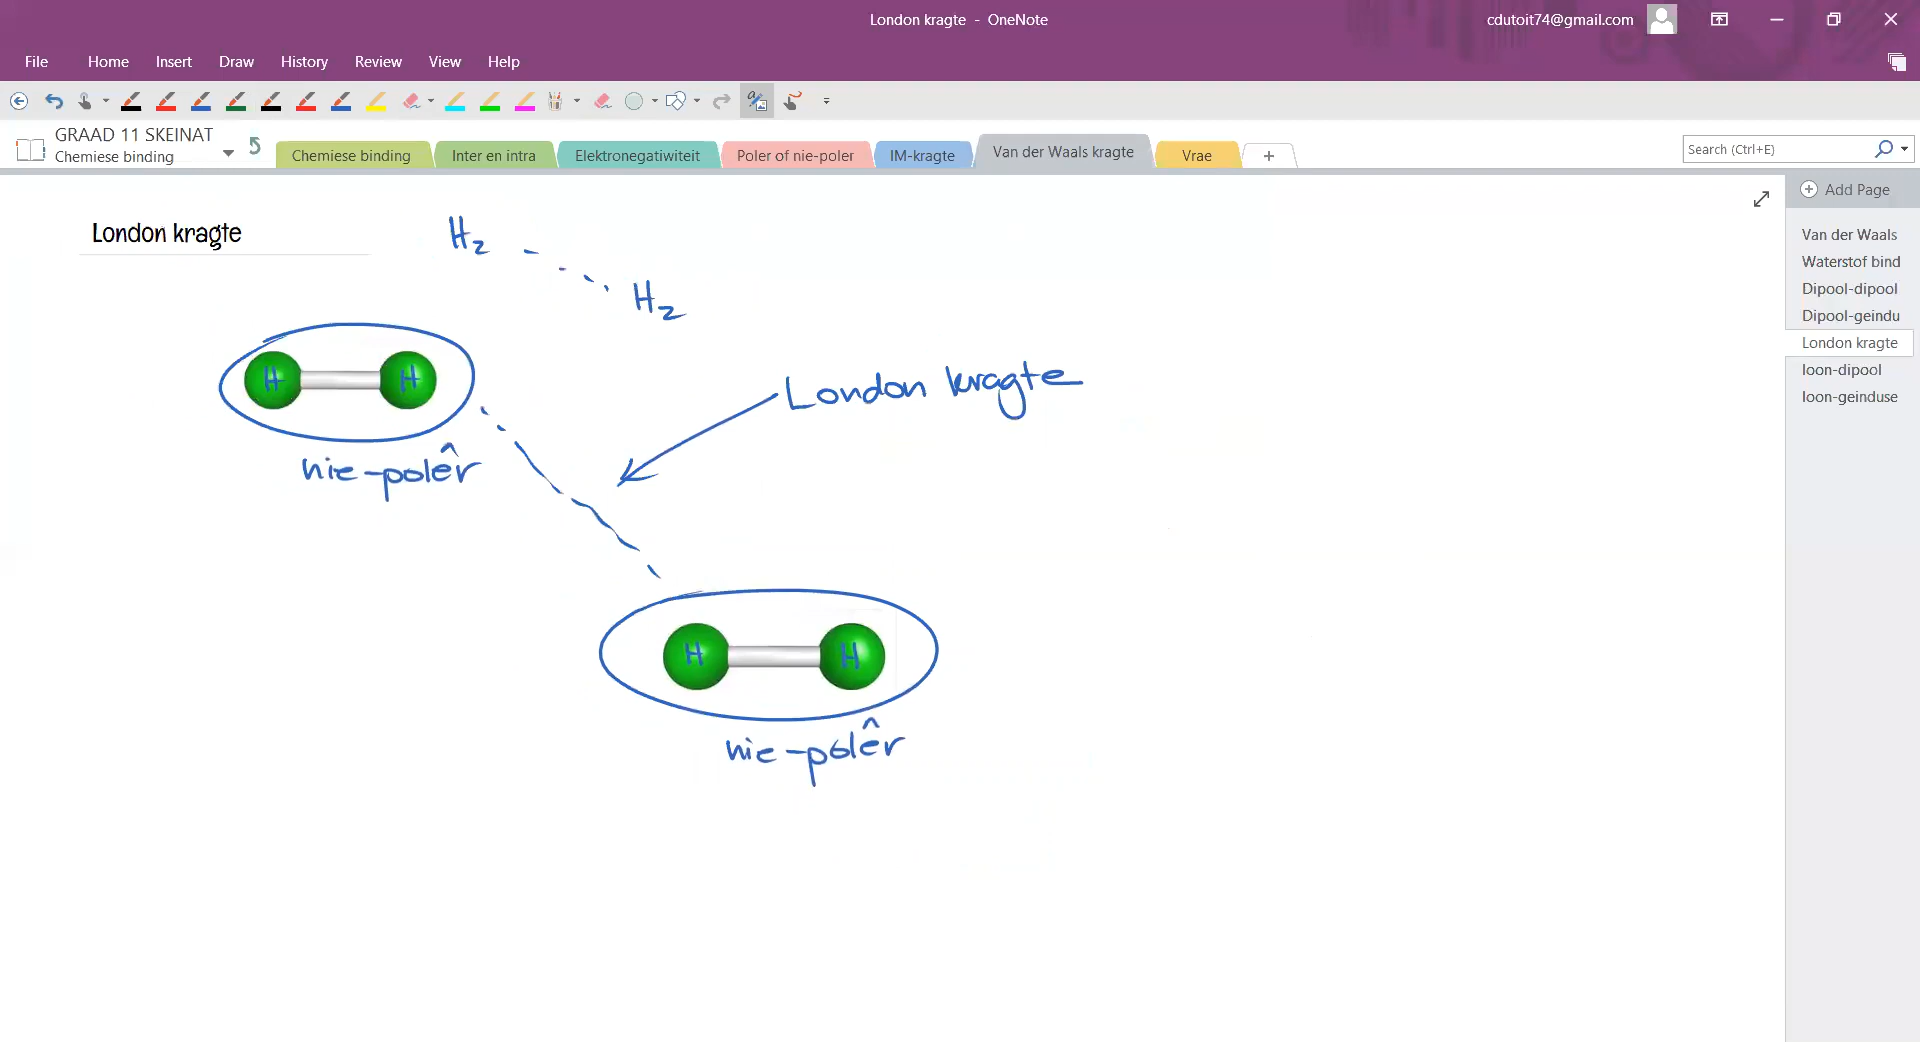 London kragte - OneNote
cdutoit74@gmail.com
File Home Insert Draw History Review View Help
GRAAD 11 SKEINAT
Chemiese binding
Chemiese binding Inter en intra Elektronegatiwiteit Poler of nie-poler IM-kragte Van der Waals kragte Vrae +
Search (Ctrl+E)
Add Page
Van der Waals
Waterstof bind
Dipool-dipool
Dipool-geindu
London kragte
Ioon-dipool
Ioon-geinduse
London kragte
H₂
H₂
H H
London kragte
nie-polêr
H H
nie-polêr